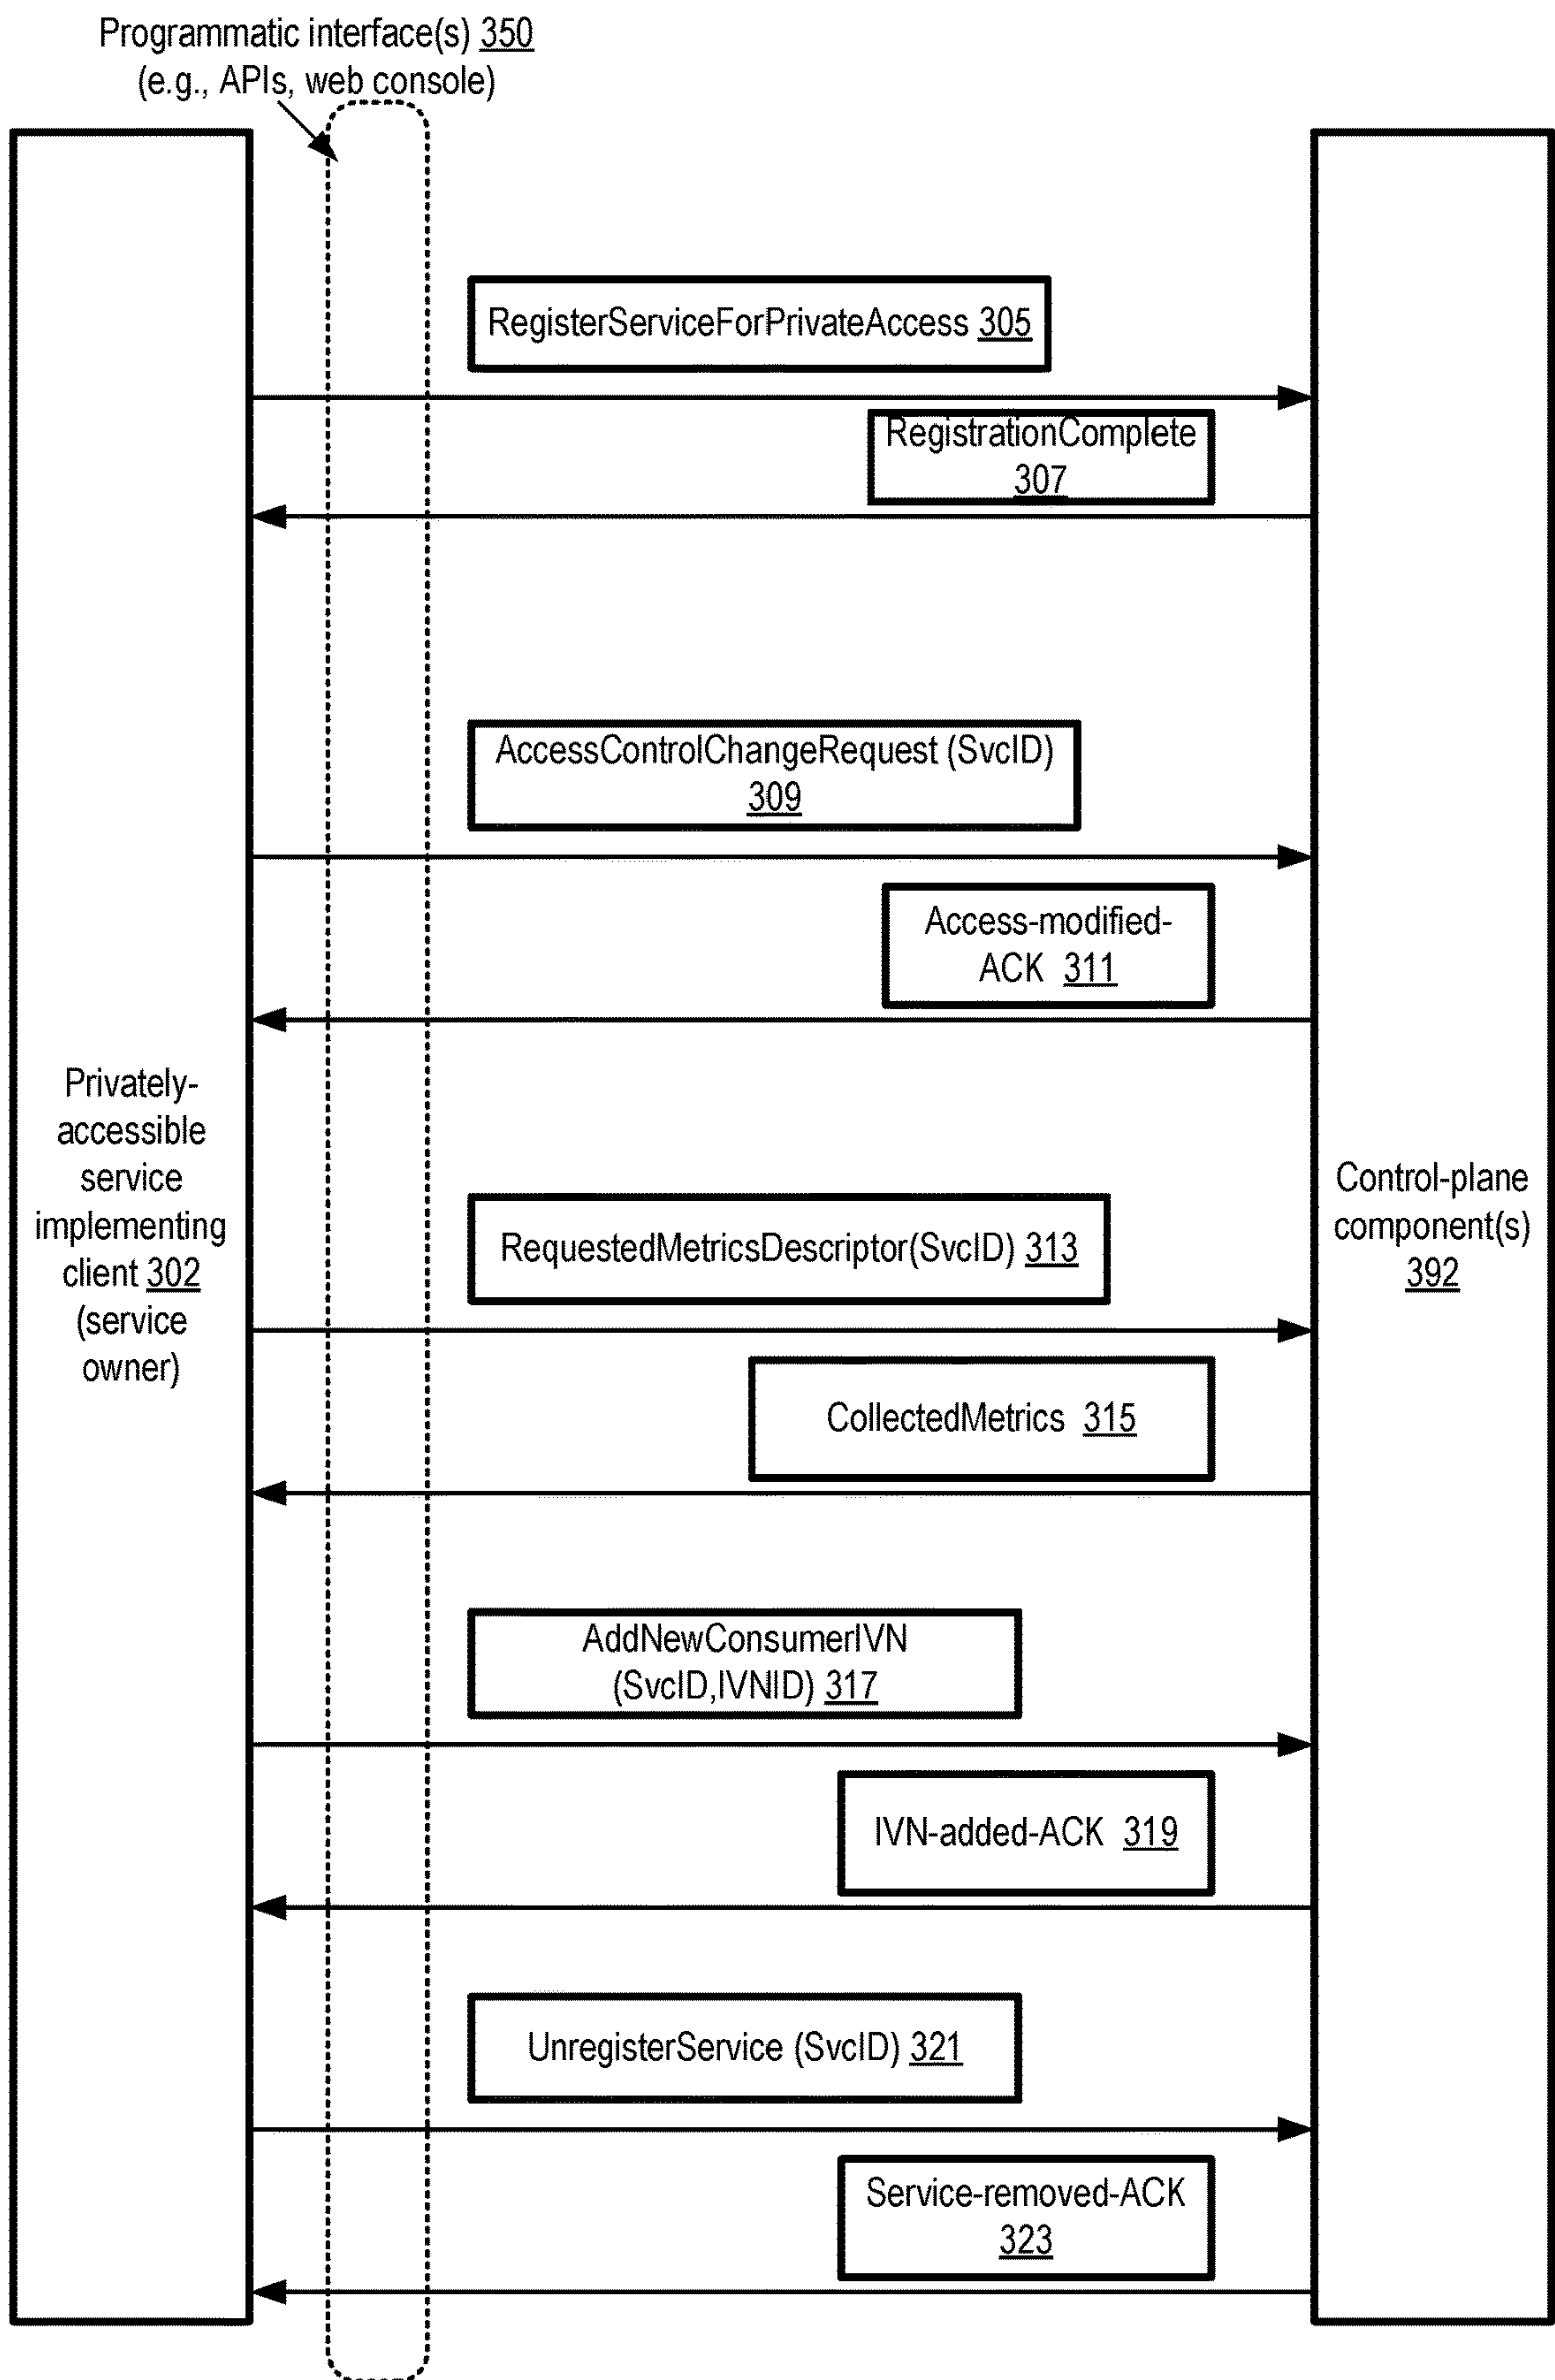 Programmatic interface(s) 350
(e.g., APIs, web console)
RegisterServiceForPrivateAccess 305
RegistrationComplete
307
AccessControlChangeRequest (SvcID)
309
Access-modified-
ACK 311
Privately-
accessible
service
implementing
client 302
(service
owner)
Control-plane
component(s)
392
RequestedMetricsDescriptor(SvcID) 313
CollectedMetrics 315
AddNewConsumerIVN
(SvcID,IVNID) 317
IVN-added-ACK 319
UnregisterService (SvcID) 321
Service-removed-ACK
323